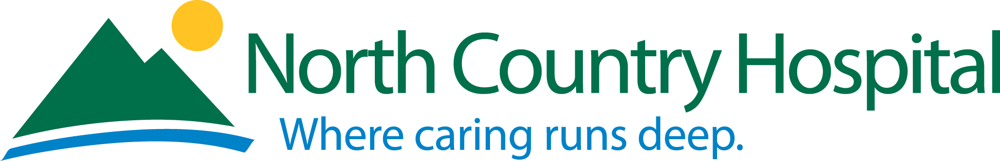 North Country Hospital
Where caring runs deep.